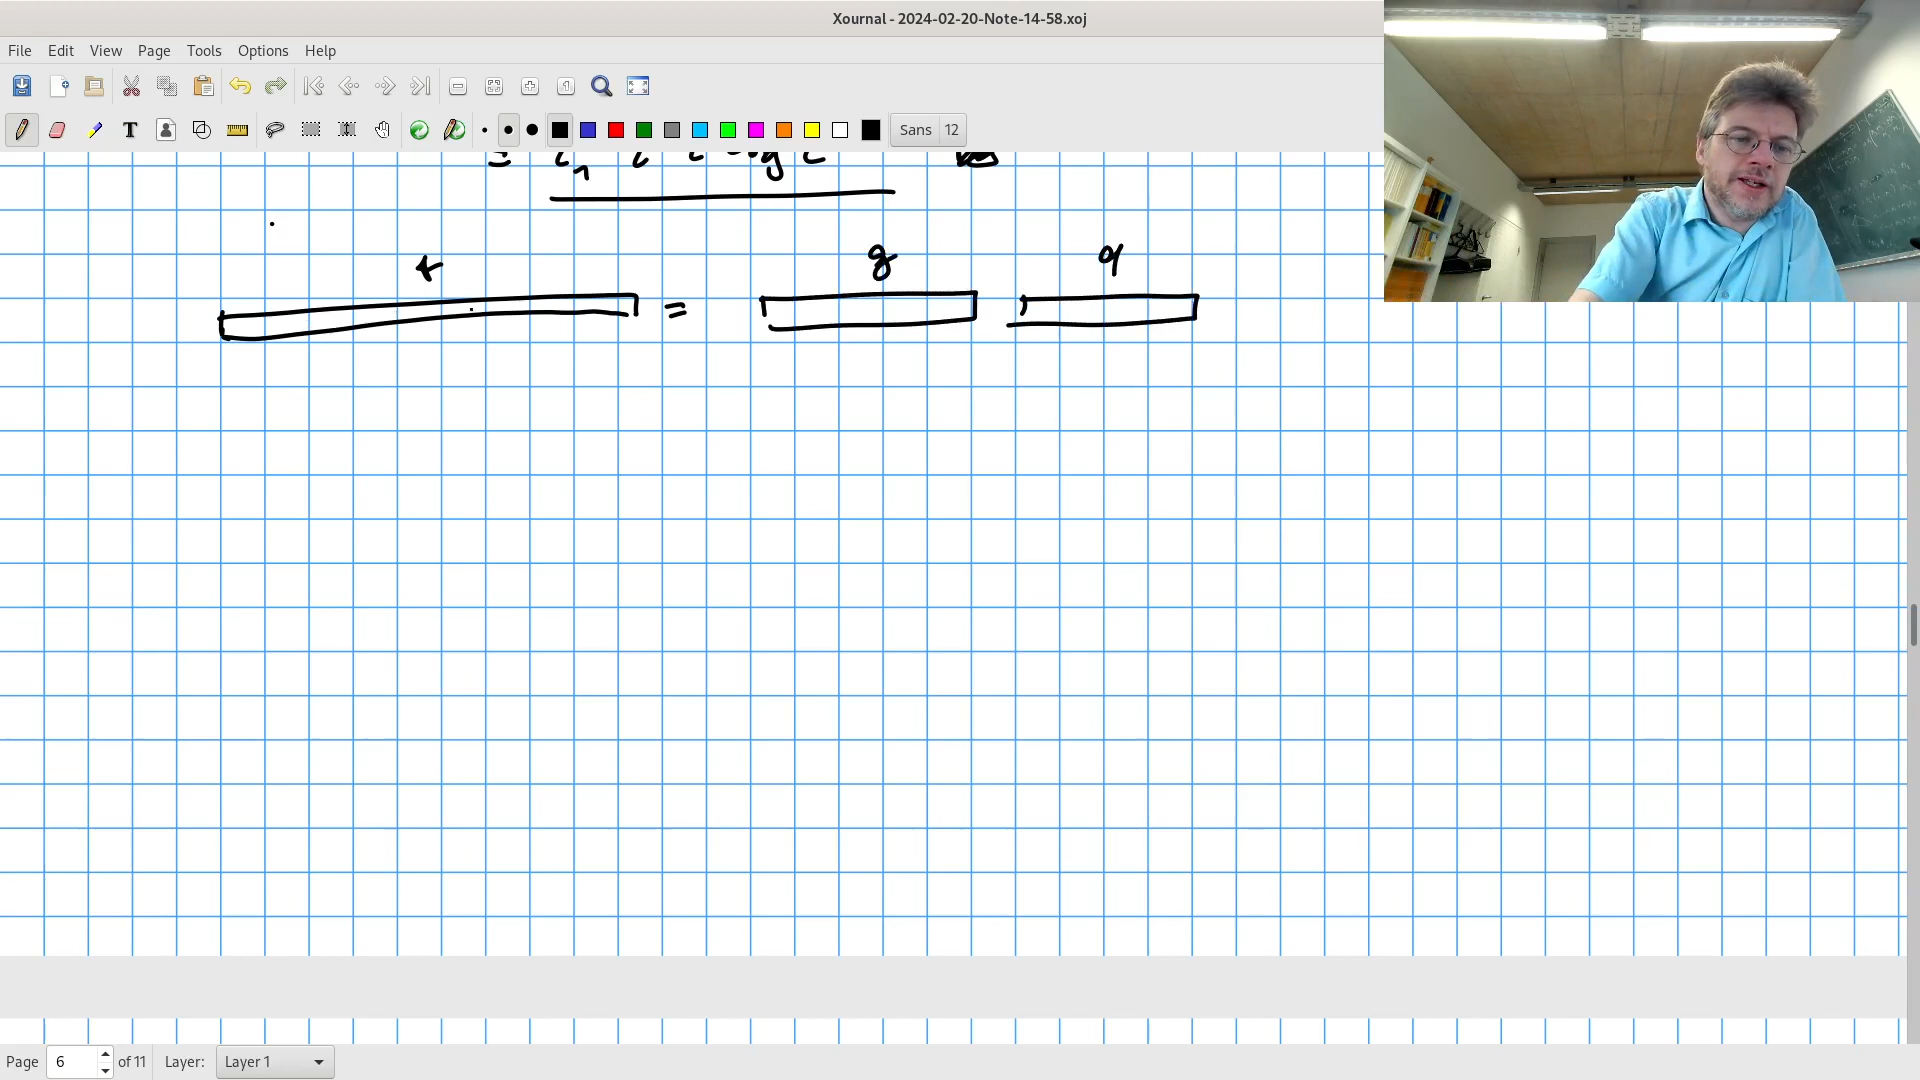 Xournal - 2024-02-20-Note-14-58.xoj
File Edit View Page Tools Options Help
T Sans 12
g q
=
Page 6 of 11 Layer: Layer 1